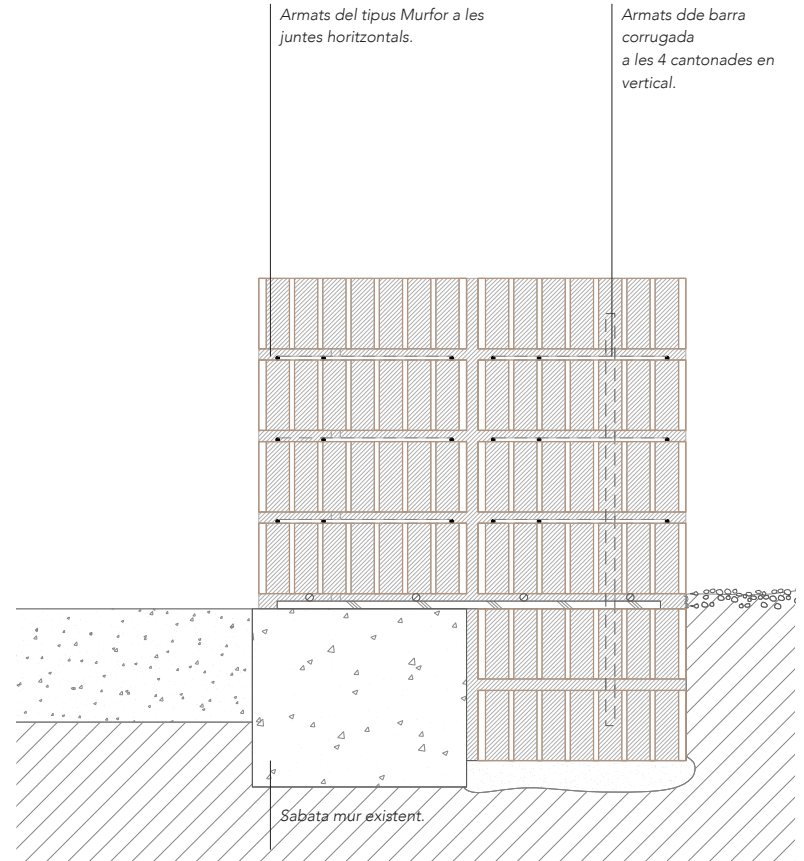 Armats del tipus Murfor a les
juntes horitzontals.
Armats dde barra
corrugada
a les 4 cantonades en
vertical.
Sabata mur existent.